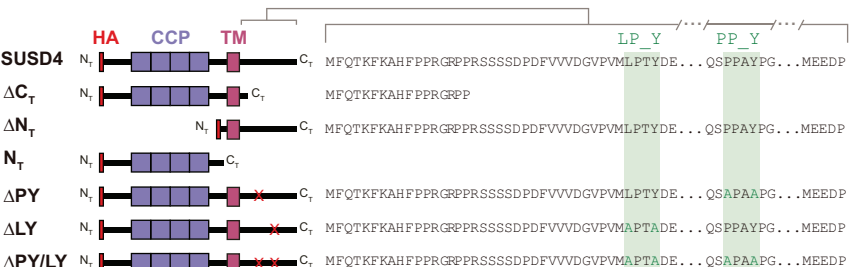 HA CCP TM LP_Y PP_Y
SUSD4 NT CT MFQTKFKAHFPPRGRPPRSSSSDPDFVVVDGVPVMLPTYDE...QSPPAYPG...MEEDP
ΔCT NT CT MFQTKFKAHFPPRGRPP
ΔNT NT CT MFQTKFKAHFPPRGRPPRSSSSDPDFVVVDGVPVMLPTYDE...QSPPAYPG...MEEDP
NT NT CT
ΔPY NT CT MFQTKFKAHFPPRGRPPRSSSSDPDFVVVDGVPVMLPTYDE...QSAPAAPG...MEEDP
ΔLY NT CT MFQTKFKAHFPPRGRPPRSSSSDPDFVVVDGVPVMAPTADE...QSPPAYPG...MEEDP
ΔPY/LY NT CT MFQTKFKAHFPPRGRPPRSSSSDPDFVVVDGVPVMAPTADE...QSAPAAPG...MEEDP